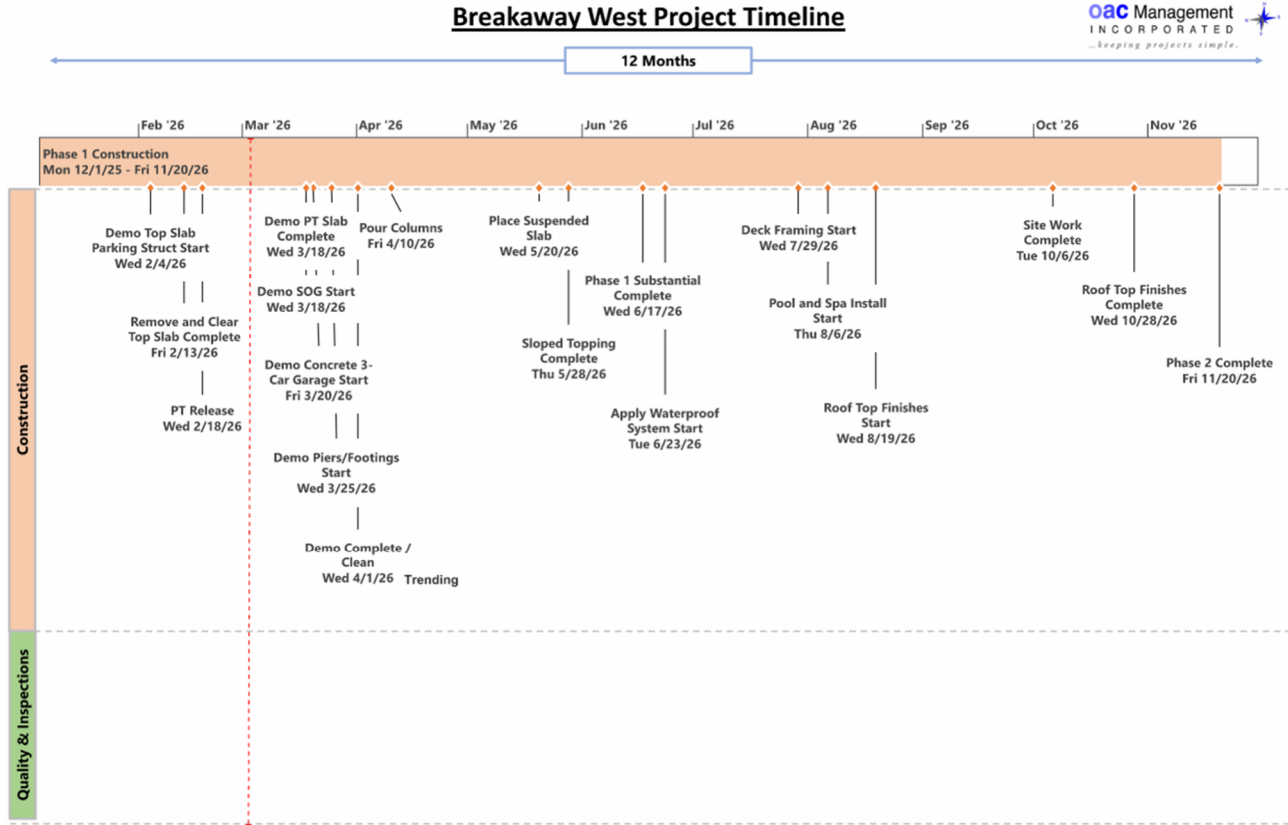 Breakaway West Project Timeline
oac Management
INCORPORATED
...keeping projects simple.
12 Months
Feb '26
Mar '26
Apr '26
May '26
Jun '26
Jul '26
Aug '26
Sep '26
Oct '26
Nov '26
Phase 1 Construction
Mon 12/1/25 - Fri 11/20/26
Construction
Demo Top Slab
Parking Struct Start
Wed 2/4/26
Remove and Clear
Top Slab Complete
Fri 2/13/26
PT Release
Wed 2/18/26
Demo PT Slab
Complete
Wed 3/18/26
Demo SOG Start
Wed 3/18/26
Demo Concrete 3-
Car Garage Start
Fri 3/20/26
Demo Piers/Footings
Start
Wed 3/25/26
Demo Complete /
Clean
Wed 4/1/26
Trending
Pour Columns
Fri 4/10/26
Place Suspended
Slab
Wed 5/20/26
Sloped Topping
Complete
Thu 5/28/26
Phase 1 Substantial
Complete
Wed 6/17/26
Apply Waterproof
System Start
Tue 6/23/26
Deck Framing Start
Wed 7/29/26
Pool and Spa Install
Start
Thu 8/6/26
Roof Top Finishes
Start
Wed 8/19/26
Site Work
Complete
Tue 10/6/26
Roof Top Finishes
Complete
Wed 10/28/26
Phase 2 Complete
Fri 11/20/26
Quality & Inspections